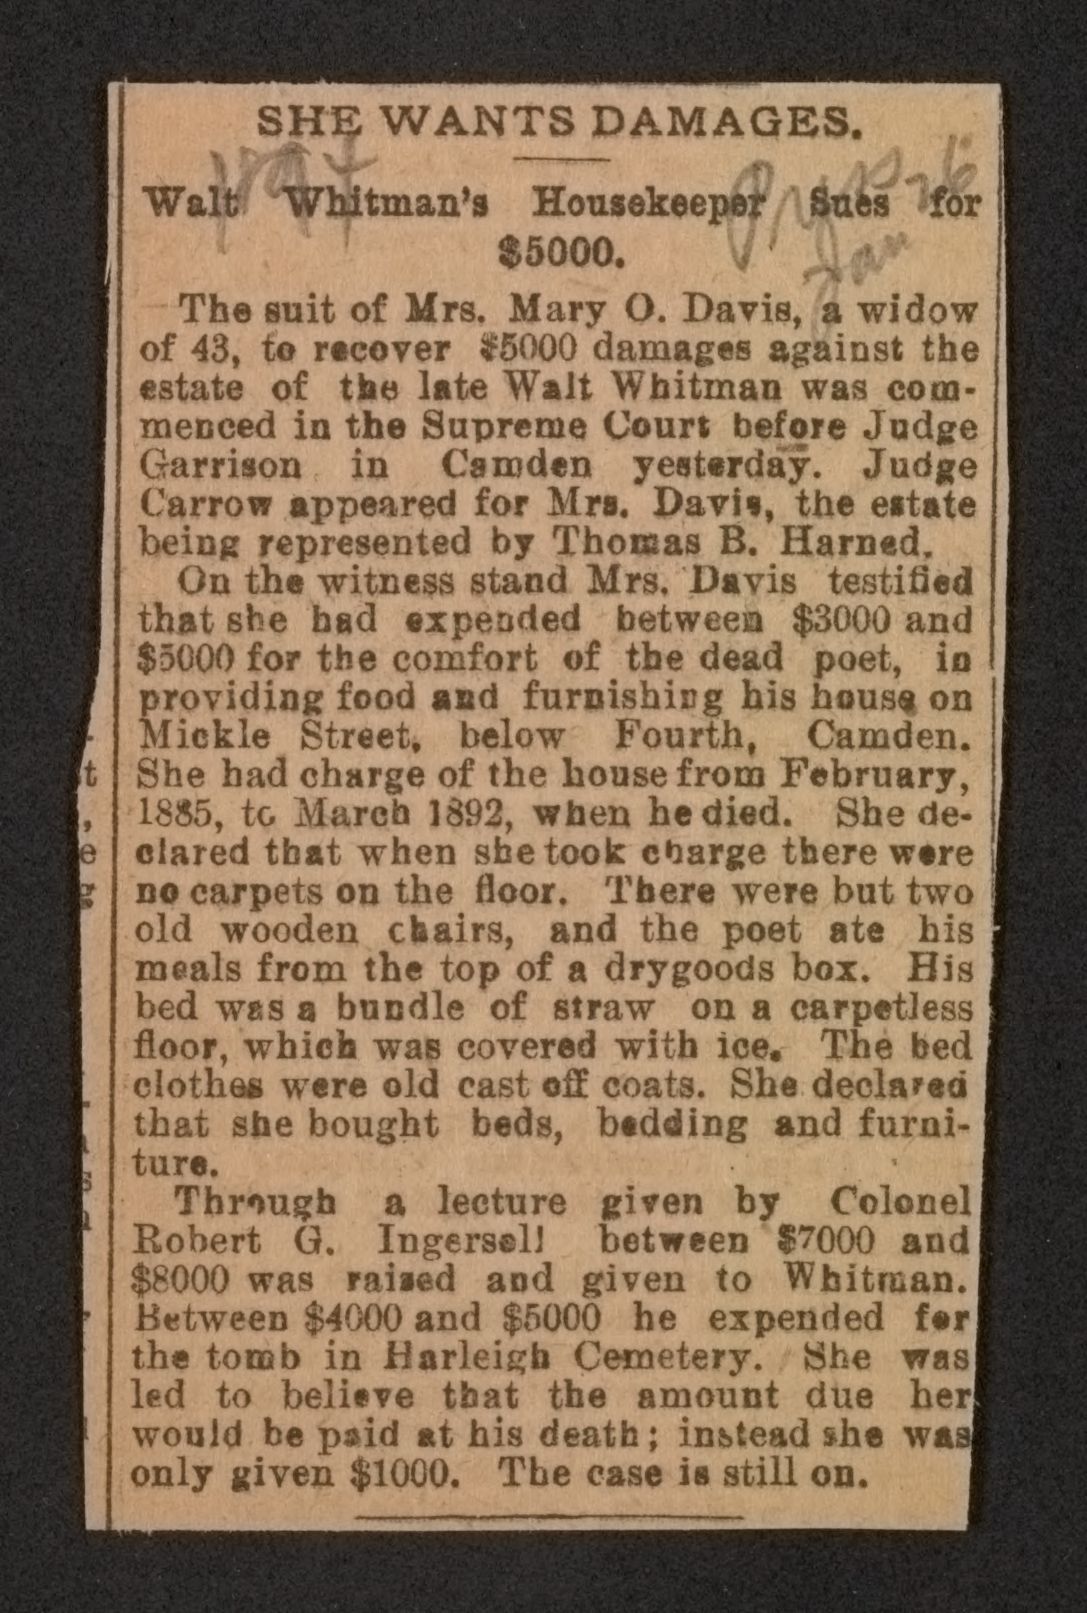 SHE WANTS DAMAGES.
1894
Press
Jan 26
Walt Whitman's Housekeeper Sues for
$5000.
The suit of Mrs. Mary O. Davis, a widow
of 43, to recover $5000 damages against the
estate of the late Walt Whitman was com-
menced in the Supreme Court before Judge
Garrison in Camden yesterday. Judge
Carrow appeared for Mrs. Davis, the estate
being represented by Thomas B. Harned.
On the witness stand Mrs. Davis testified
that she had expended between $3000 and
$5000 for the comfort of the dead poet, in
providing food and furnishing his house on
Mickle Street, below Fourth, Camden.
She had charge of the house from February,
1885, to March 1892, when he died. She de-
clared that when she took charge there were
no carpets on the floor. There were but two
old wooden chairs, and the poet ate his
meals from the top of a drygoods box. His
bed was a bundle of straw on a carpetless
floor, which was covered with ice. The bed
clothes were old cast off coats. She declared
that she bought beds, bedding and furni-
ture.
Through a lecture given by Colonel
Robert G. Ingersoll between $7000 and
$8000 was raised and given to Whitman.
Between $4000 and $5000 he expended for
the tomb in Harleigh Cemetery. She was
led to believe that the amount due her
would be paid at his death; instead she was
only given $1000. The case is still on.